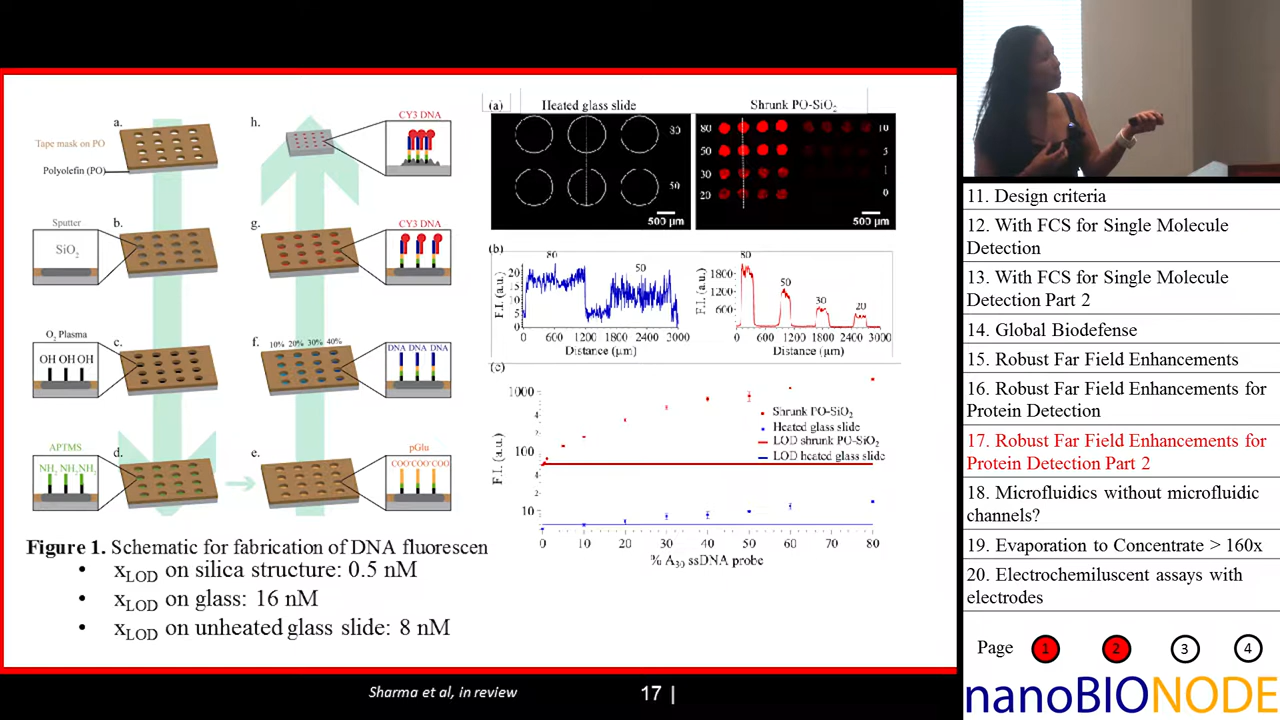 a.
Tape mask on PO
Polyolefin (PO)
Sputter
b.
SiO2
O2 Plasma
c.
OH OH OH
APTMS
d.
NH2 NH2 NH2
h.
CY3 DNA
g.
CY3 DNA
f.
10% 20% 30% 40%
DNA DNA DNA
e.
pGlu
COO⁻COO⁻COO⁻
Figure 1. Schematic for fabrication of DNA fluorescen
• xLOD on silica structure: 0.5 nM
• xLOD on glass: 16 nM
• xLOD on unheated glass slide: 8 nM
(a)
Heated glass slide
80
50
500 µm
Shrunk PO-SiO2
80 10
50 5
30 1
20 0
500 µm
(b)
F.I. (a.u.)
20
15
10
5
0
80
50
0 600 1200 1800 2400 3000
Distance (µm)
F.I. (a.u.)
1800
1200
600
80
50
30
20
0 600 1200 1800 2400 3000
Distance (µm)
(c)
F.I. (a.u.)
1000
4
2
100
4
2
10
4
Shrunk PO-SiO2
Heated glass slide
LOD shrunk PO-SiO2
LOD heated glass slide
0 10 20 30 40 50 60 70 80
% A30 ssDNA probe
Sharma et al, in review
17 |
11. Design criteria
12. With FCS for Single Molecule
Detection
13. With FCS for Single Molecule
Detection Part 2
14. Global Biodefense
15. Robust Far Field Enhancements
16. Robust Far Field Enhancements for
Protein Detection
17. Robust Far Field Enhancements for
Protein Detection Part 2
18. Microfluidics without microfluidic
channels?
19. Evaporation to Concentrate > 160x
20. Electrochemiluscent assays with
electrodes
Page 1 2 3 4
nanoBIONODE